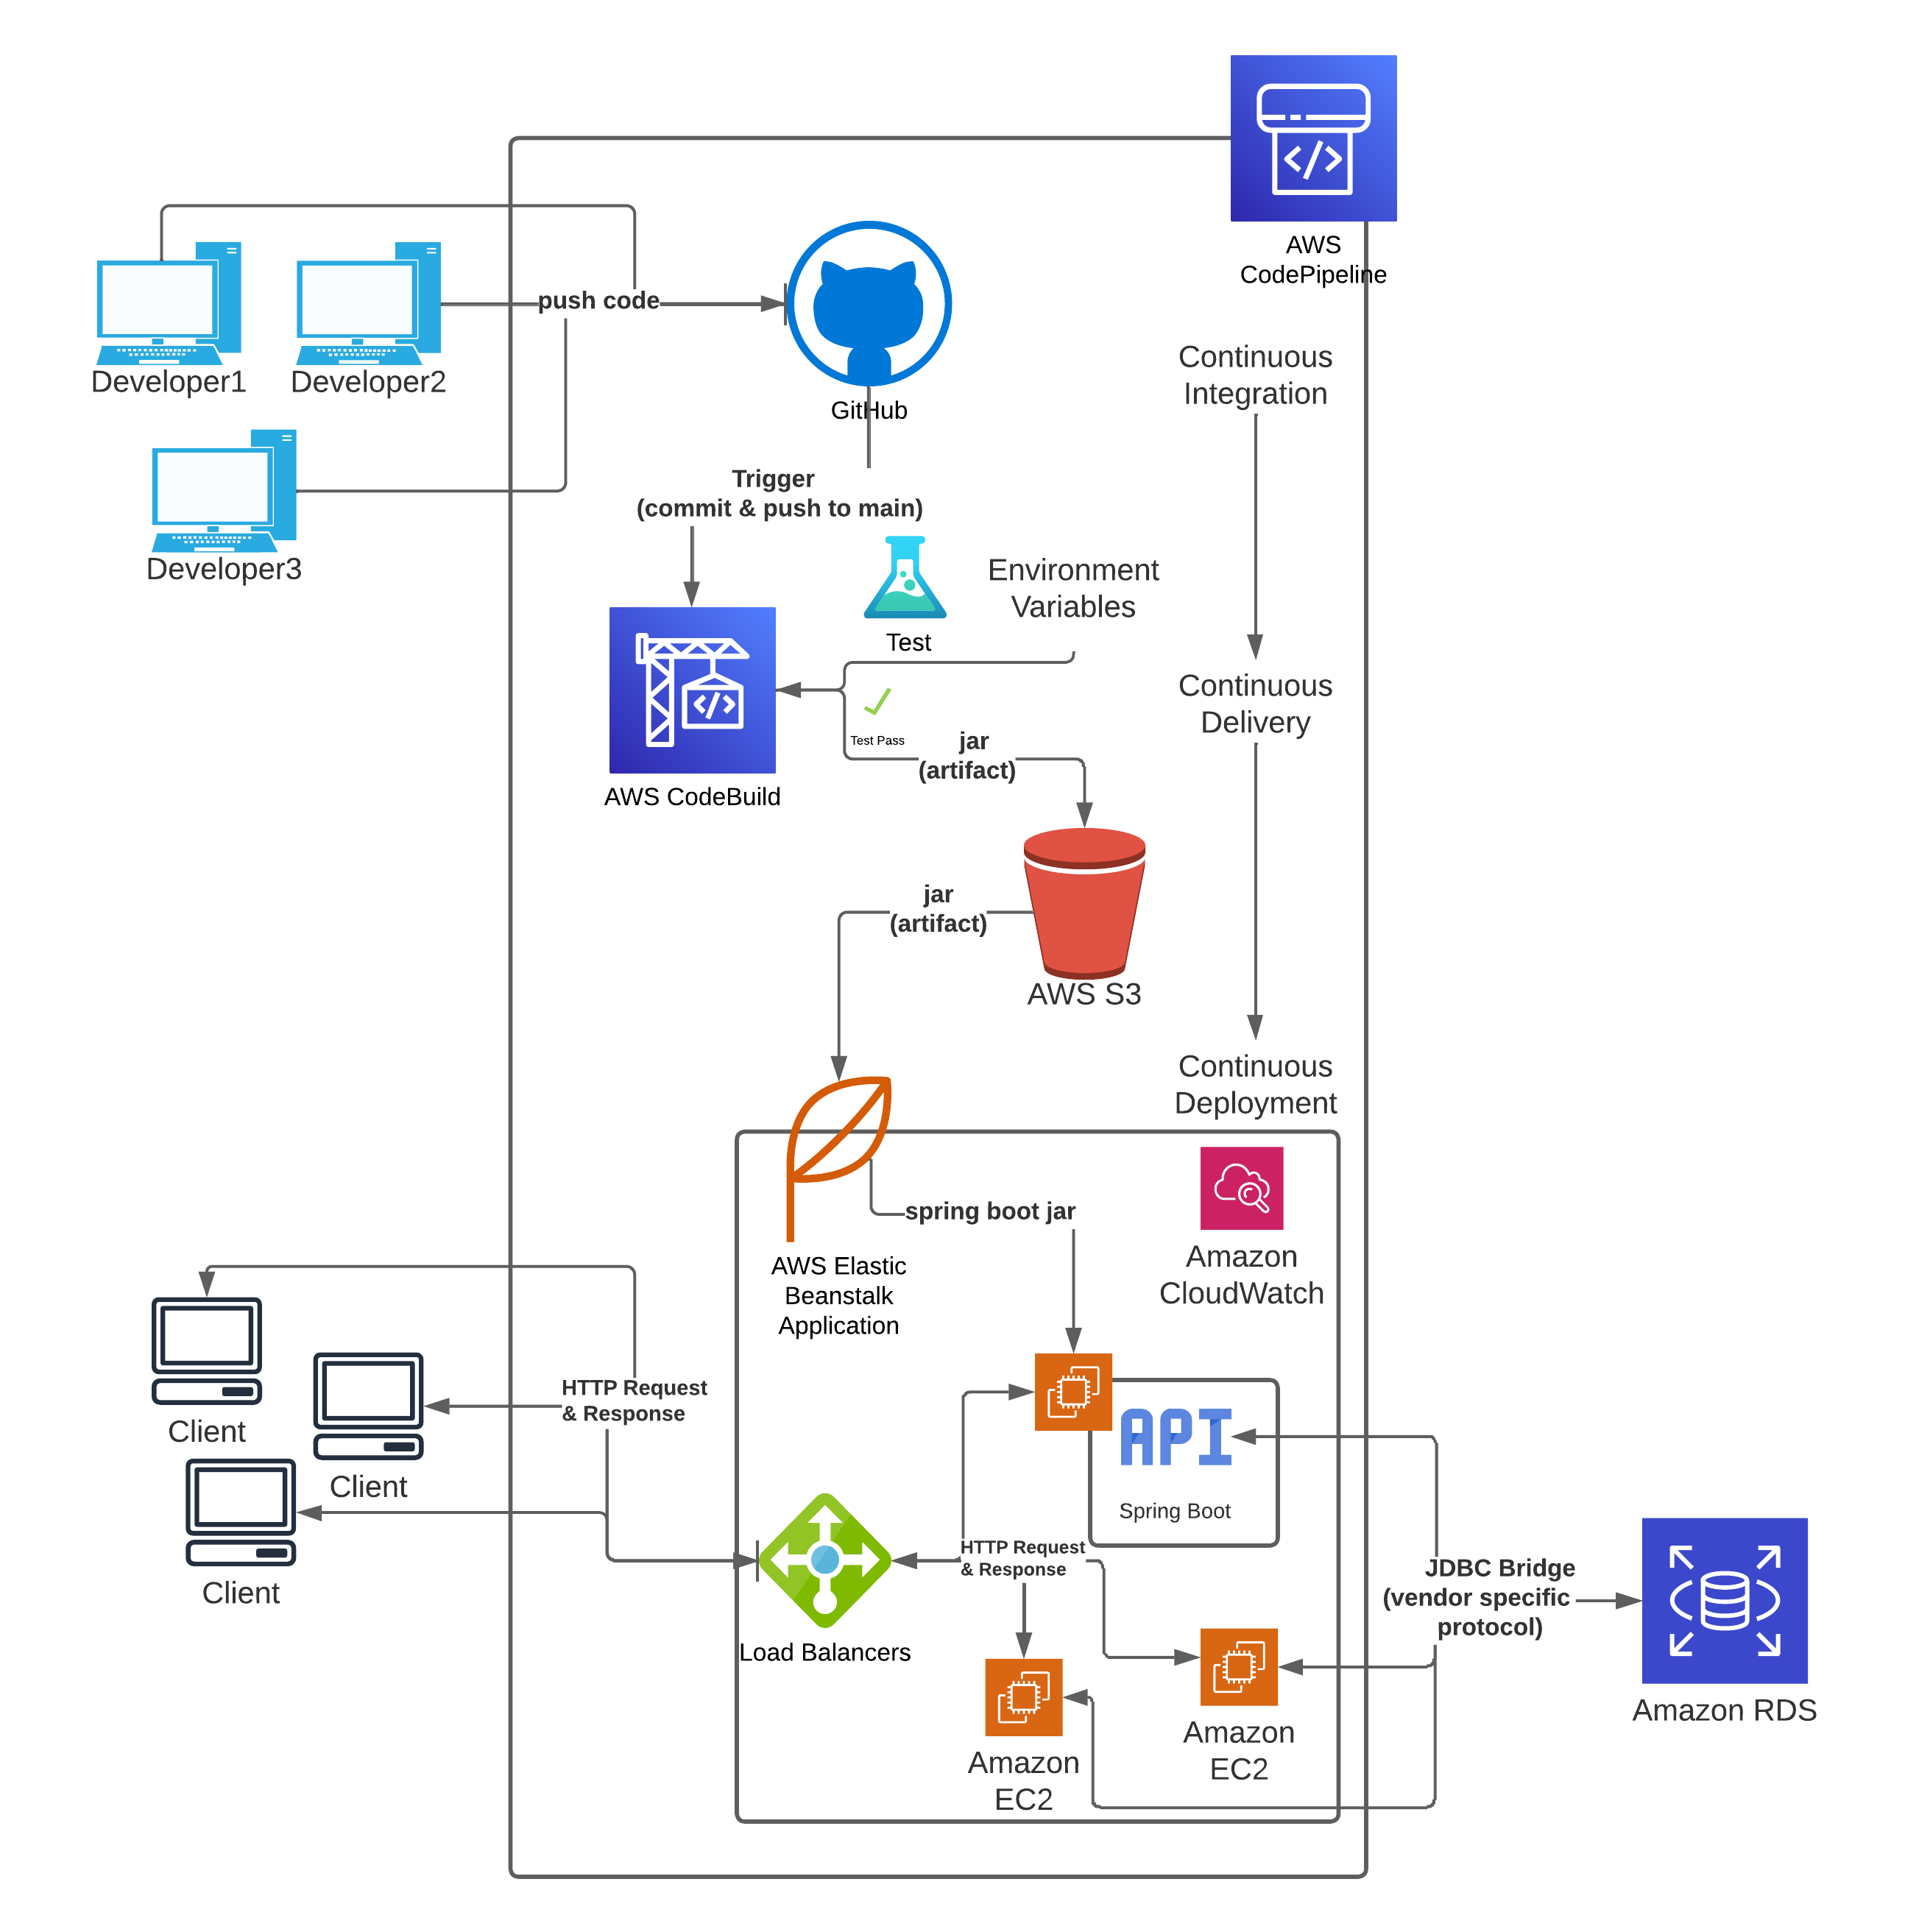 AWS
CodePipeline
push code
Developer1
Developer2
Developer3
GitHub
Continuous
Integration
Trigger
(commit & push to main)
Test
Environment
Variables
Continuous
Delivery
Test Pass
jar
(artifact)
AWS CodeBuild
jar
(artifact)
AWS S3
Continuous
Deployment
spring boot jar
Amazon
CloudWatch
AWS Elastic
Beanstalk
Application
HTTP Request
& Response
Client
Client
Client
API
Spring Boot
HTTP Request
& Response
Load Balancers
JDBC Bridge
(vendor specific
protocol)
Amazon RDS
Amazon
EC2
Amazon
EC2